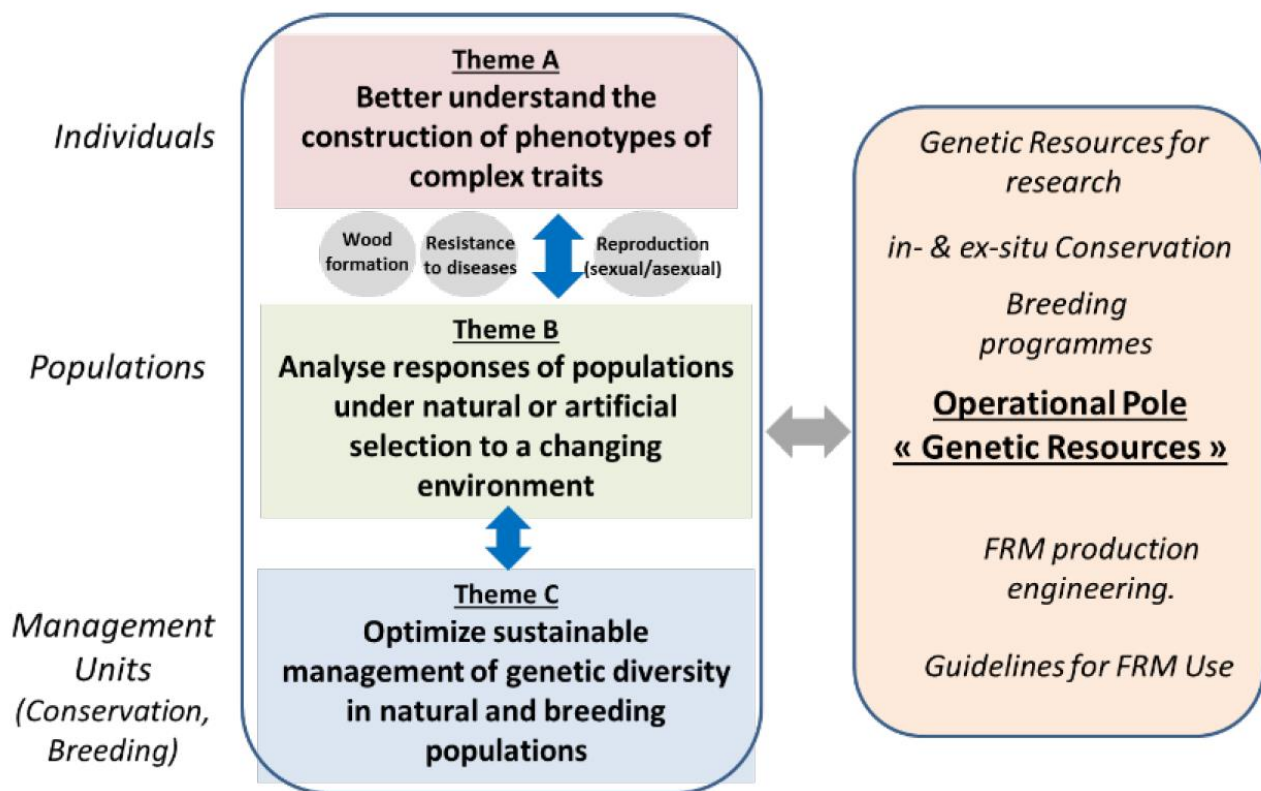 Individuals
Theme A
Better understand the
construction of phenotypes of
complex traits
Wood
formation
Resistance
to diseases
Reproduction
(sexual/asexual)
Populations
Theme B
Analyse responses of populations
under natural or artificial
selection to a changing
environment
Management
Units
(Conservation,
Breeding)
Theme C
Optimize sustainable
management of genetic diversity
in natural and breeding
populations
Genetic Resources for
research
in- & ex-situ Conservation
Breeding
programmes
Operational Pole
« Genetic Resources »
FRM production
engineering.
Guidelines for FRM Use